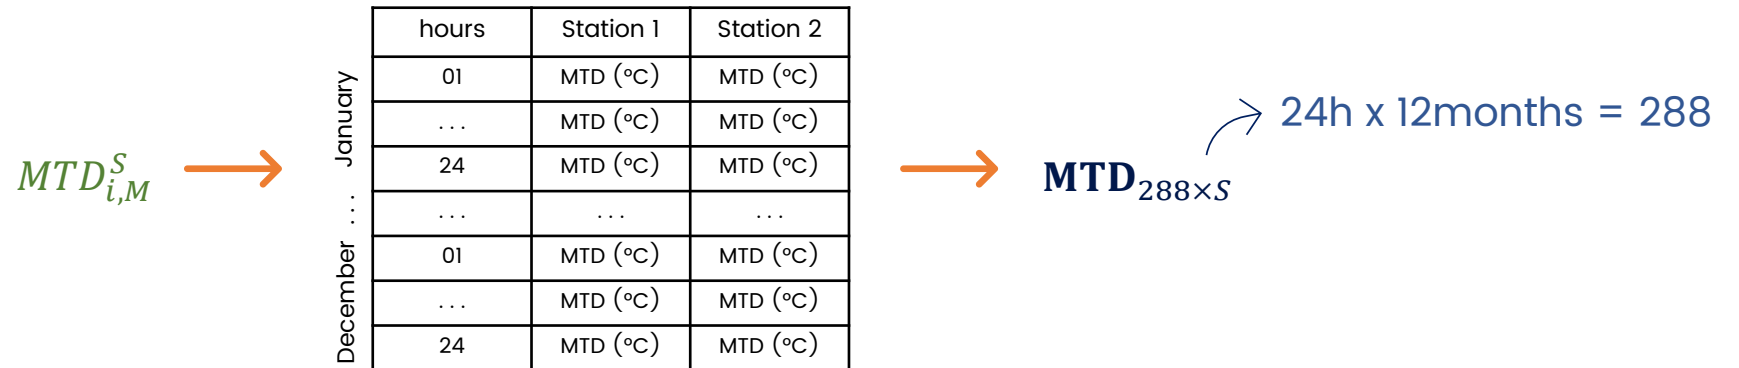 MTD^S_{i,M}
hours Station 1 Station 2
January
01 MTD (°C) MTD (°C)
... MTD (°C) MTD (°C)
24 MTD (°C) MTD (°C)
... ... ... ...
December
01 MTD (°C) MTD (°C)
... MTD (°C) MTD (°C)
24 MTD (°C) MTD (°C)
MTD_{288×S}
24h x 12months = 288